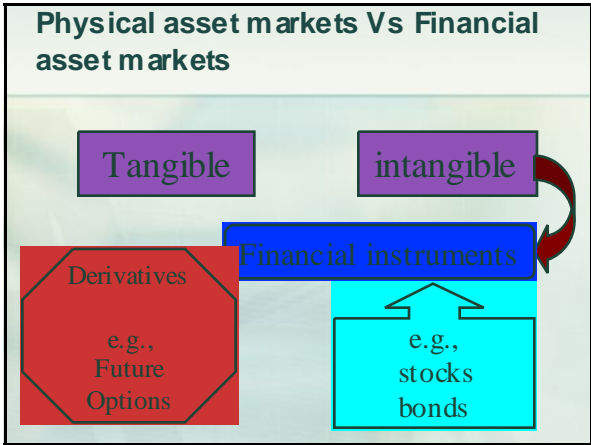 Physical asset markets Vs Financial
asset markets
Tangible
intangible
Financial instruments
Derivatives
e.g.,
Future
Options
e.g.,
stocks
bonds